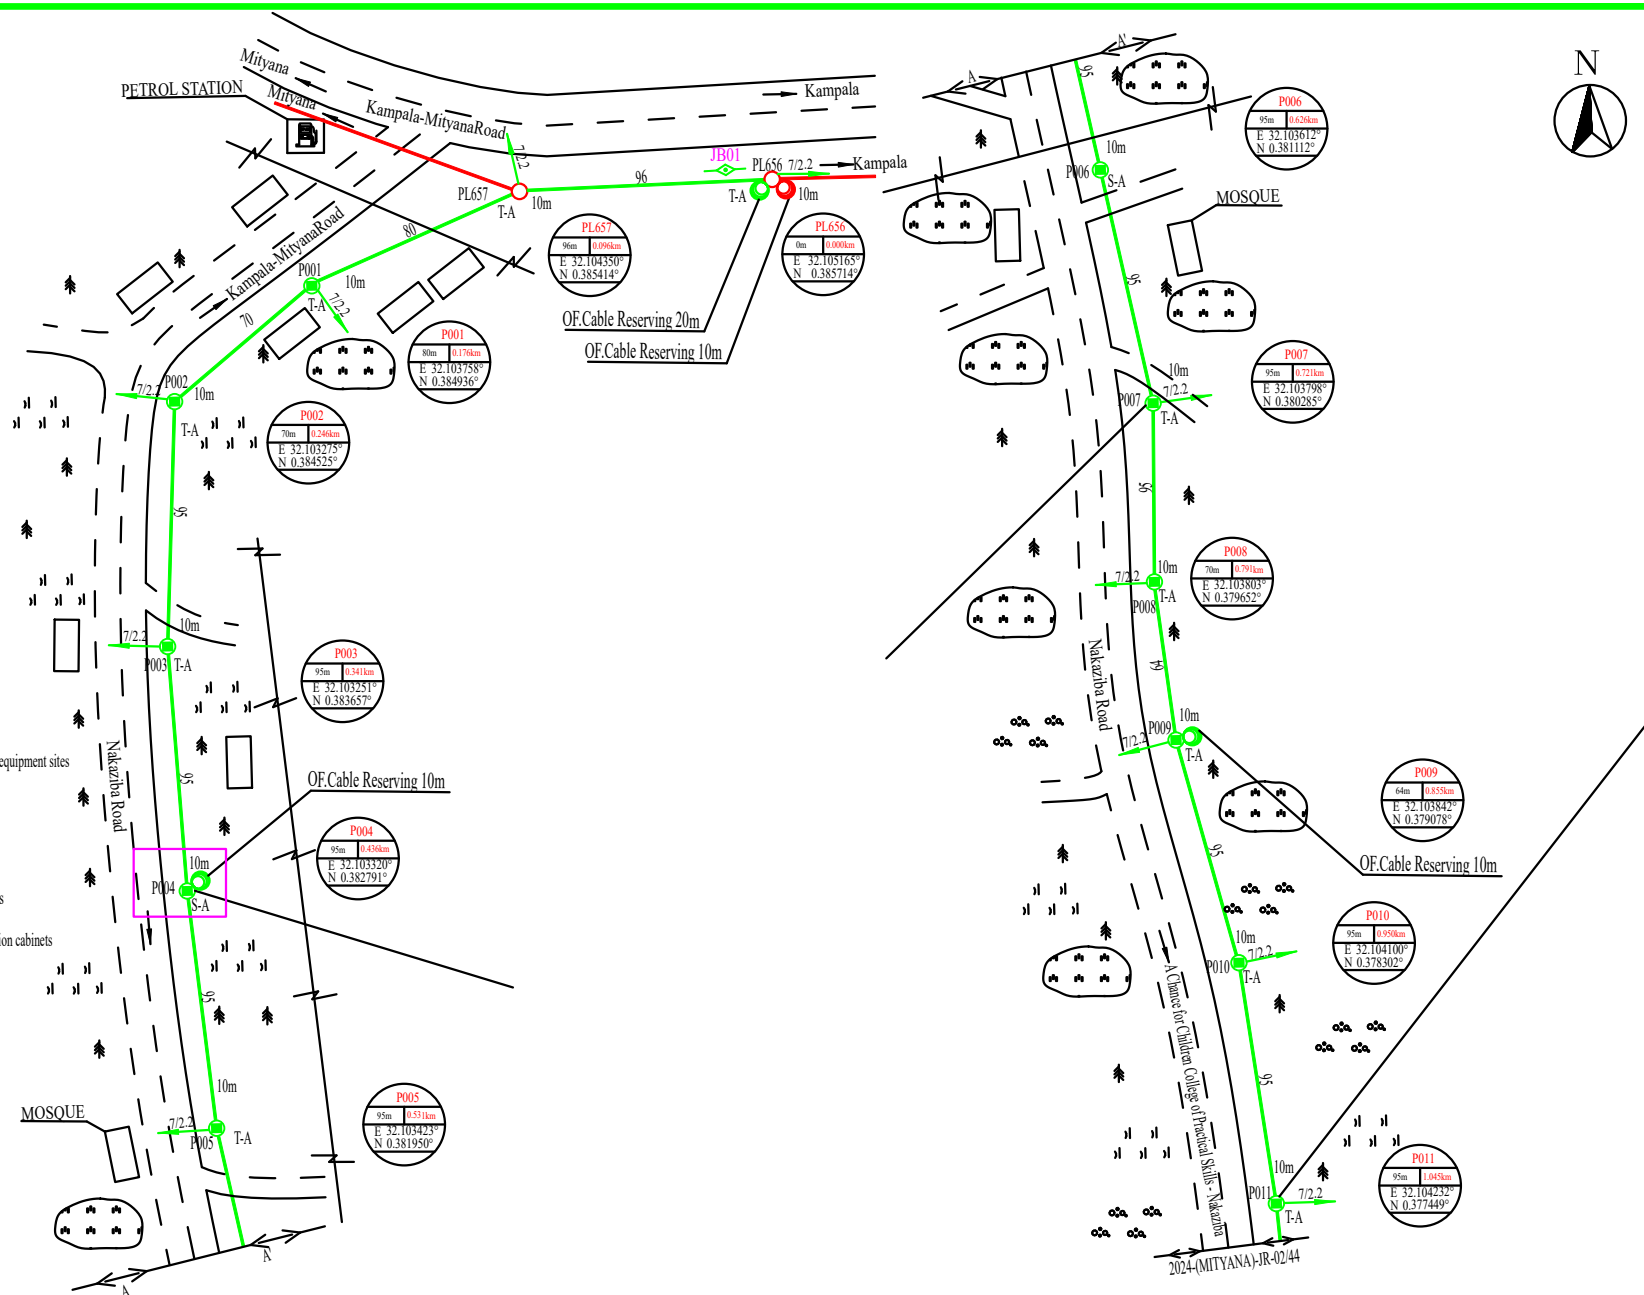 Mityana
PETROL STATION
Mityana
Kampala-MityanaRoad
Kampala
7/2.2
JB01
PL656
7/2.2
Kampala
96
PL657
T-A
10m
T-A
10m
80
Kampala-MityanaRoad
PL657
96m
0.096km
E 32.104350°
N 0.385414°
PL656
0m
0.000km
E 32.105165°
N 0.385714°
P001
10m
T-A
7/2.2
70
OF.Cable Reserving 20m
OF.Cable Reserving 10m
P001
80m
0.176km
E 32.103758°
N 0.384936°
P002
7/2.2
10m
T-A
P002
70m
0.246km
E 32.103275°
N 0.384525°
95
10m
7/2.2
P003
T-A
P003
95m
0.341km
E 32.103251°
N 0.383657°
Nakaziba Road
equipment sites
95
OF.Cable Reserving 10m
10m
P004
S-A
P004
95m
0.436km
E 32.103320°
N 0.382791°
s
ion cabinets
95
10m
MOSQUE
7/2.2
P005
T-A
P005
95m
0.531km
E 32.103423°
N 0.381950°
A
A'
A
A'
95
N
10m
P006
S-A
P006
95m
0.626km
E 32.103612°
N 0.381112°
MOSQUE
95
10m
P007
7/2.2
T-A
P007
95m
0.721km
E 32.103798°
N 0.380285°
95
10m
7/2.2
T-A
P008
P008
70m
0.791km
E 32.103803°
N 0.379652°
Nakaziba Road
64
10m
P009
7/2.2
T-A
P009
64m
0.855km
E 32.103842°
N 0.379078°
OF.Cable Reserving 10m
95
10m
P010
7/2.2
T-A
P010
95m
0.950km
E 32.104100°
N 0.378302°
A Chance for Children College of Practical Skills - Nakaziba
95
10m
P011
7/2.2
T-A
P011
95m
1.045km
E 32.104232°
N 0.377449°
2024-(MITYANA)-JR-02/44